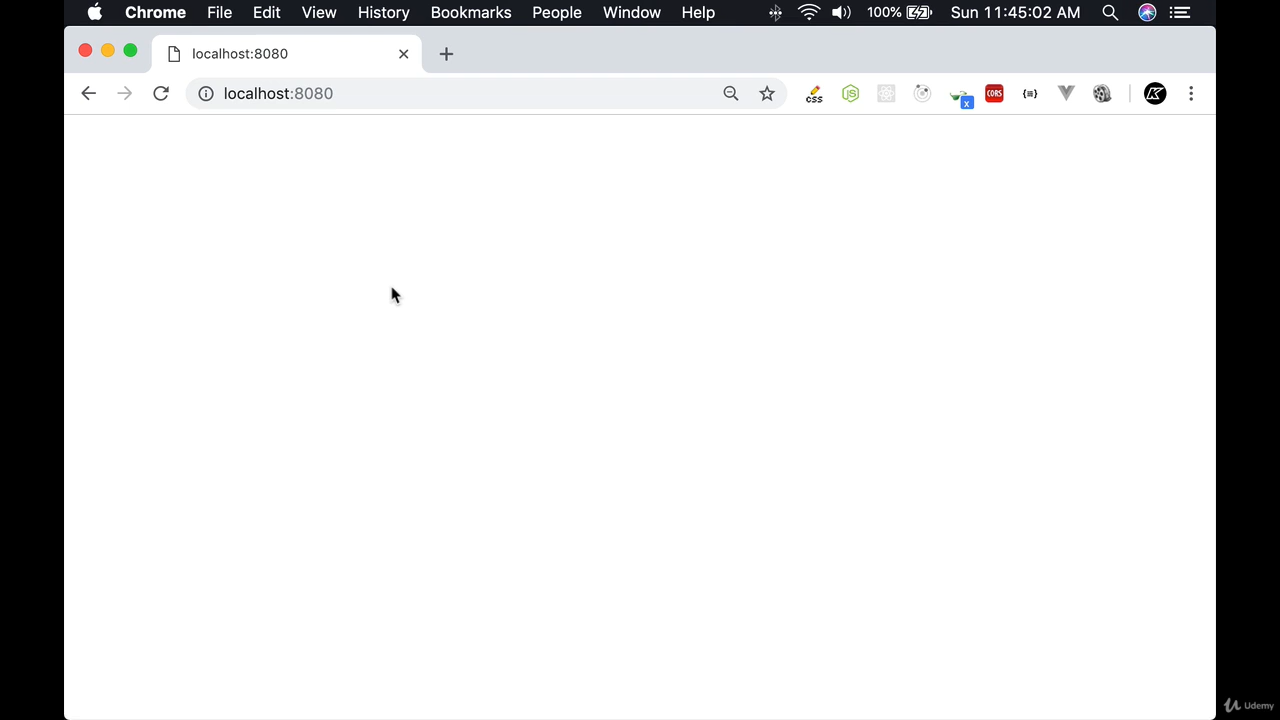 Chrome File Edit View History Bookmarks People Window Help 100% Sun 11:45:02 AM
localhost:8080
localhost:8080 css JS x CORS {≡} K
Udemy